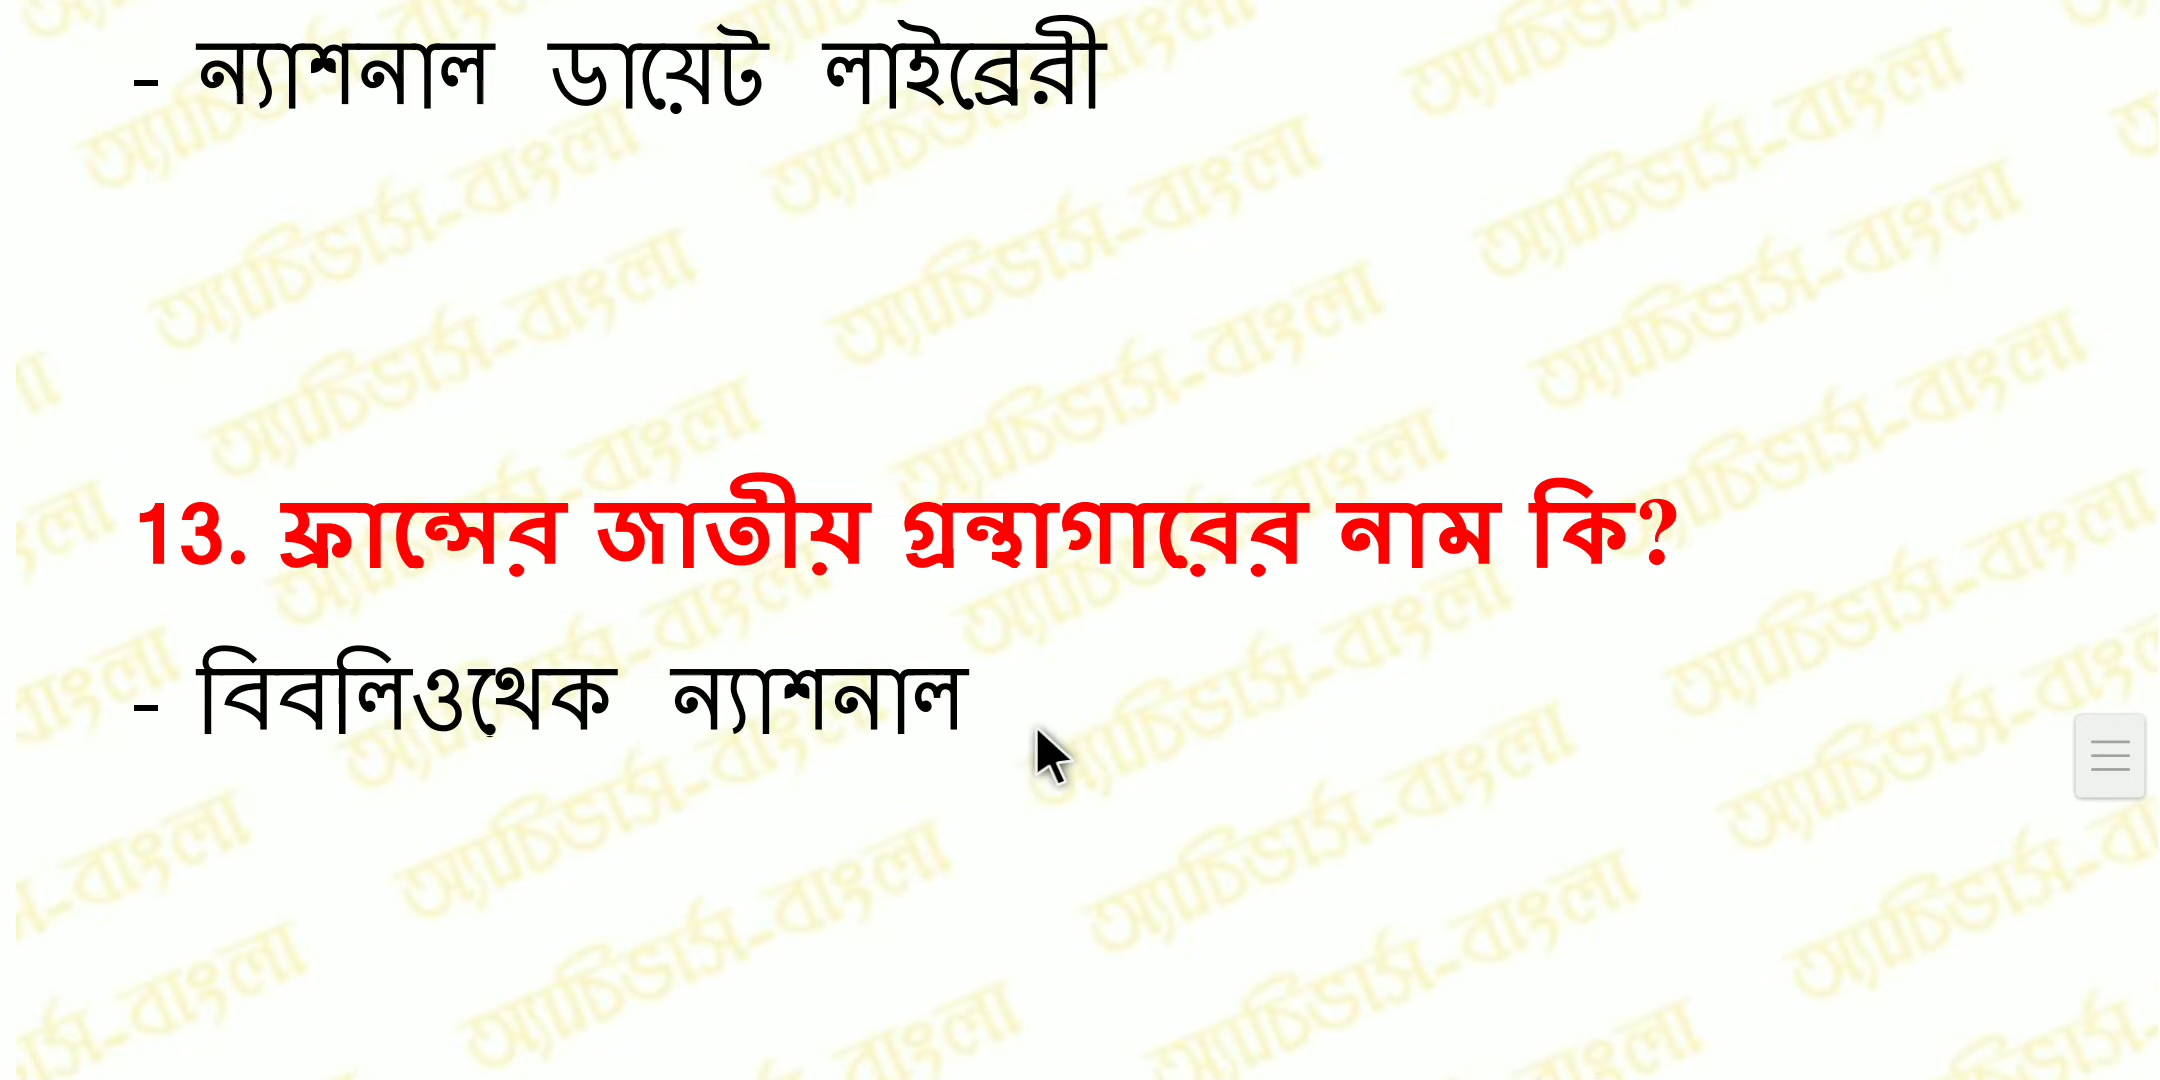 - ন্যাশনাল ডায়েট লাইব্রেরী
13. ফ্রান্সের জাতীয় গ্রন্থাগারের নাম কি?
- বিবলিওথেক ন্যাশনাল